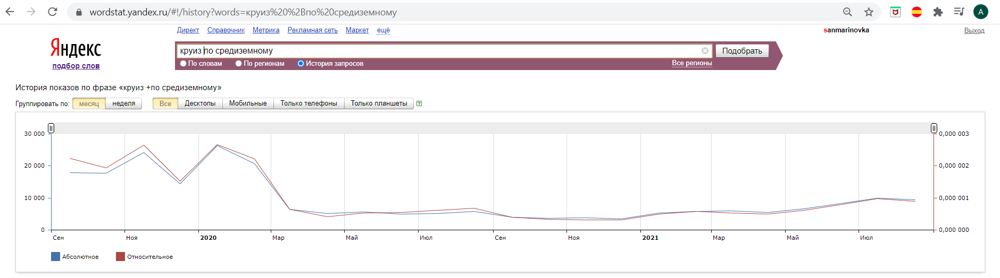 wordstat.yandex.ru/#!/history?words=круиз%20%2Bпо%20средиземному
A
Директ Справочник Метрика Рекламная сеть Маркет ещё
sanmarinovka
Выход
Яндекс
подбор слов
круиз по средиземному
Подобрать
По словам По регионам История запросов
Все регионы
История показов по фразе «круиз +по средиземному»
Группировать по: месяц неделя Все Десктопы Мобильные Только телефоны Только планшеты ?
30 000 0,000 003
20 000 0,000 002
10 000 0,000 001
0 0,000 000
Сен Ноя 2020 Мар Май Июл Сен Ноя 2021 Мар Май Июл
Абсолютное Относительное